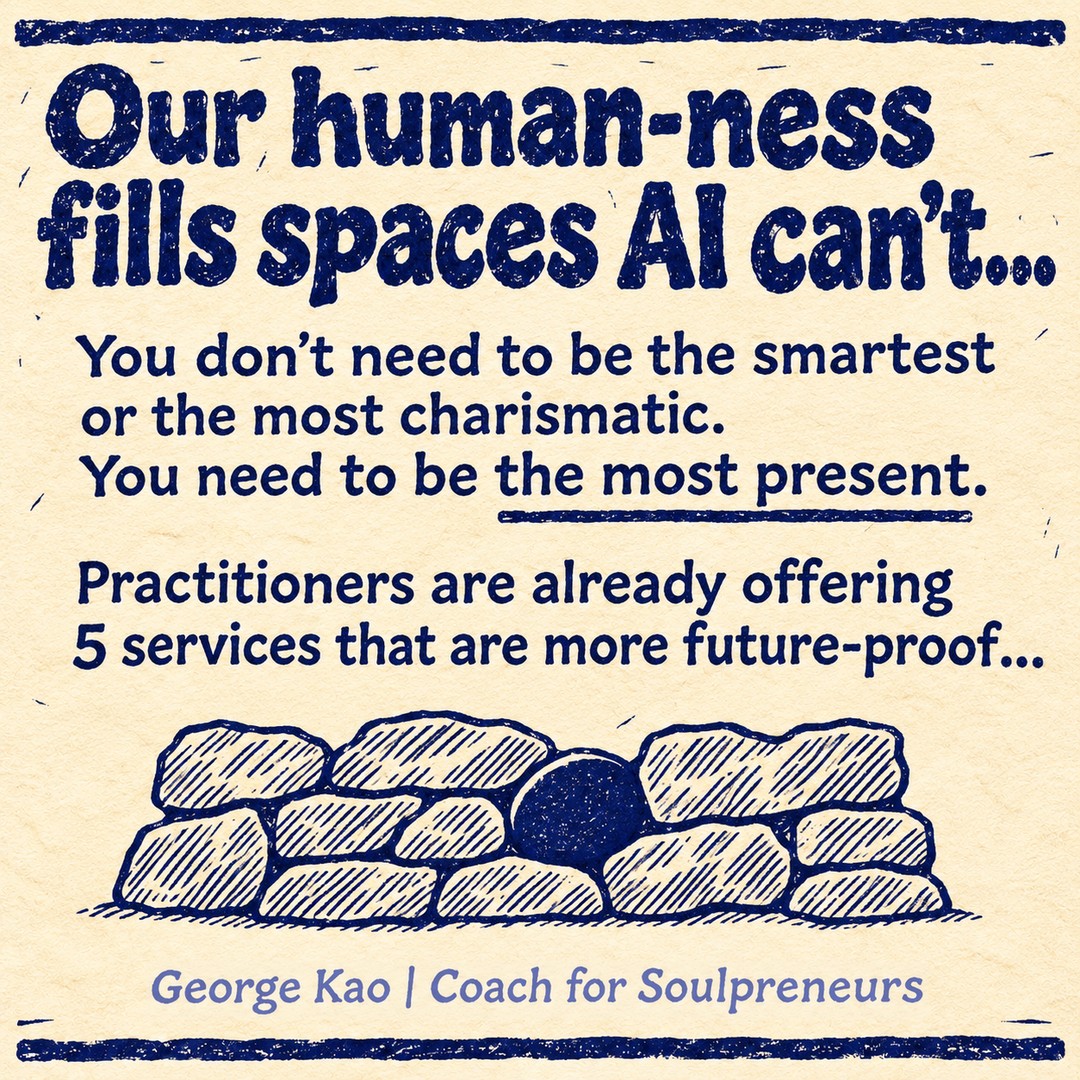 Our human-ness
fills spaces AI can't...
You don't need to be the smartest
or the most charismatic.
You need to be the most present.
Practitioners are already offering
5 services that are more future-proof...
George Kao | Coach for Soulpreneurs